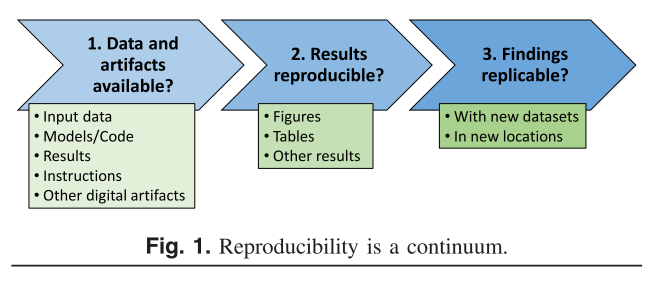 1. Data and
artifacts
available?
• Input data
• Models/Code
• Results
• Instructions
• Other digital artifacts
2. Results
reproducible?
• Figures
• Tables
• Other results
3. Findings
replicable?
• With new datasets
• In new locations
Fig. 1. Reproducibility is a continuum.